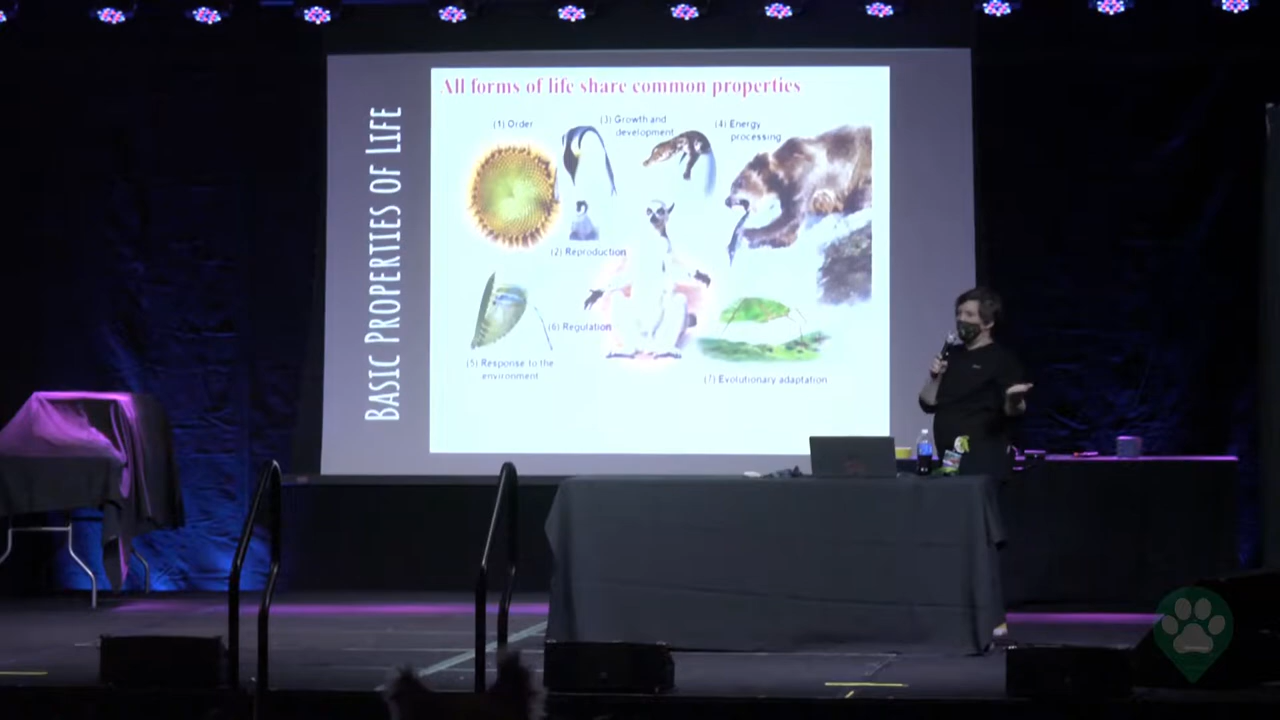 BASIC PROPERTIES OF LIFE
All forms of life share common properties
(1) Order
(3) Growth and
development
(4) Energy
processing
(2) Reproduction
(6) Regulation
(5) Response to the
environment
(7) Evolutionary adaptation